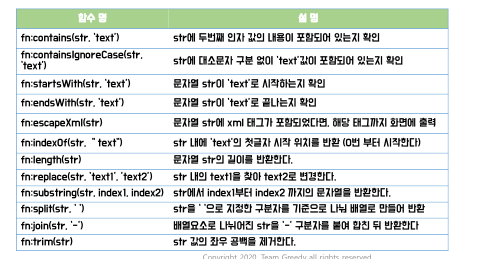 함수 명 설 명
fn:contains(str, 'text') str에 두번째 인자 값의 내용이 포함되어 있는지 확인
fn:containsIgnoreCase(str, 'text') str에 대소문자 구분 없이 'text'값이 포함되어 있는지 확인
fn:startsWith(str, 'text') 문자열 str이 'text'로 시작하는지 확인
fn:endsWith(str, 'text') 문자열 str이 'text'로 끝나는지 확인
fn:escapeXml(str) 문자열 str에 xml 태그가 포함되었다면, 해당 태그까지 화면에 출력
fn:indexOf(str, " text") str 내에 'text'의 첫글자 시작 위치를 반환 (0번 부터 시작한다)
fn:length(str) 문자열 str의 길이를 반환한다.
fn:replace(str, 'text1', 'text2') str 내의 text1을 찾아 text2로 변경한다.
fn:substring(str, index1, index2) str에서 index1부터 index2 까지의 문자열을 반환한다.
fn:split(str, ' ') str을 ' '으로 지정한 구분자를 기준으로 나눠 배열로 만들어 반환
fn:join(str, '-') 배열요소로 나뉘어진 str을 '-' 구분자를 붙여 합친 뒤 반환한다
fn:trim(str) str 값의 좌우 공백을 제거한다.
Copyright 2020. Team Greedy all rights reserved